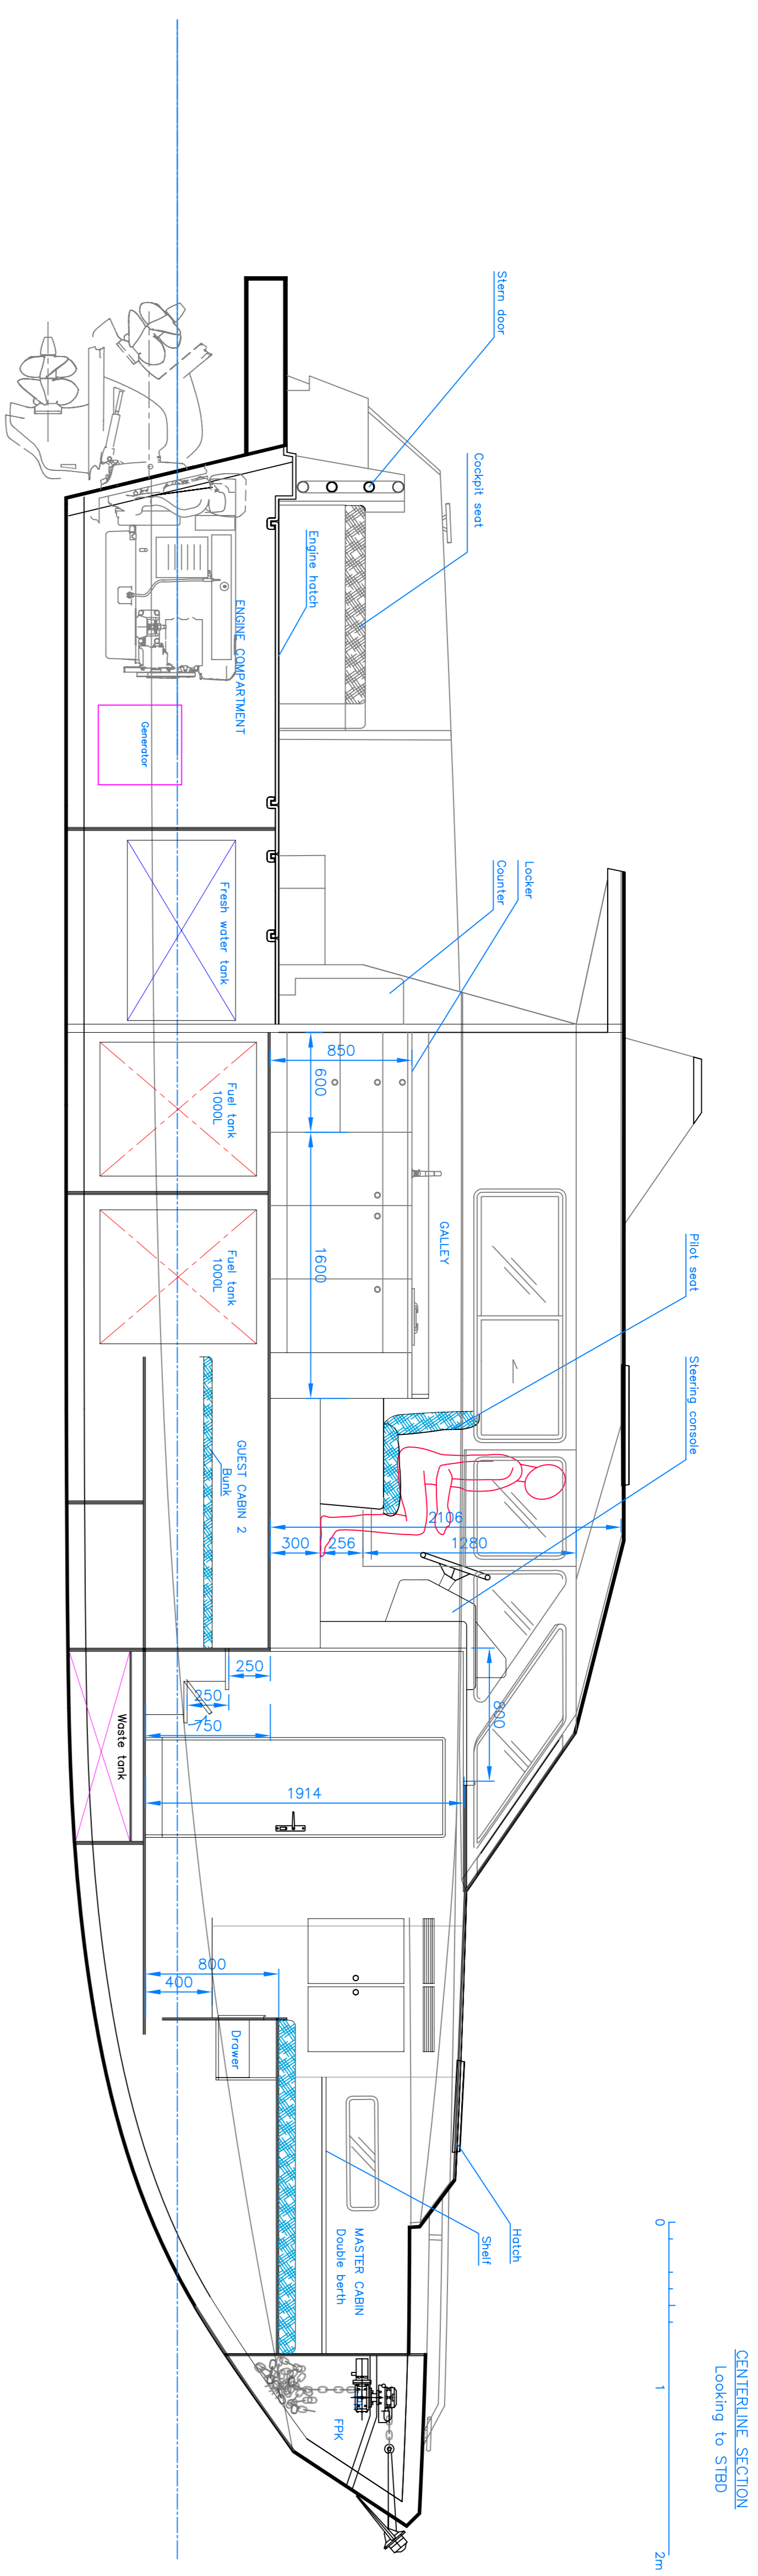 CENTERLINE SECTION
Looking to STBD
0
1
2m
Stern door
Cockpit seat
Engine hatch
Locker
Counter
Pilot seat
Steering console
Hatch
Shelf
ENGINE COMPARTMENT
Generator
Fresh water tank
Fuel tank
1000L
Fuel tank
1000L
850
600
1600
GALLEY
GUEST CABIN 2
Bunk
2106
300
256
1280
800
250
250
750
1914
Waste tank
800
400
Drawer
MASTER CABIN
Double berth
FPK